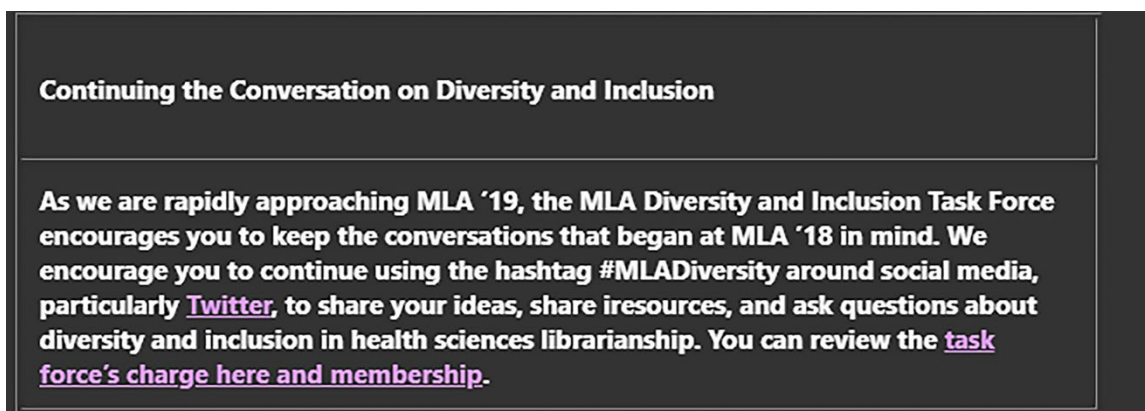 Continuing the Conversation on Diversity and Inclusion
As we are rapidly approaching MLA ´19, the MLA Diversity and Inclusion Task Force
encourages you to keep the conversations that began at MLA ´18 in mind. We
encourage you to continue using the hashtag #MLADiversity around social media,
particularly Twitter, to share your ideas, share iresources, and ask questions about
diversity and inclusion in health sciences librarianship. You can review the task
force’s charge here and membership.